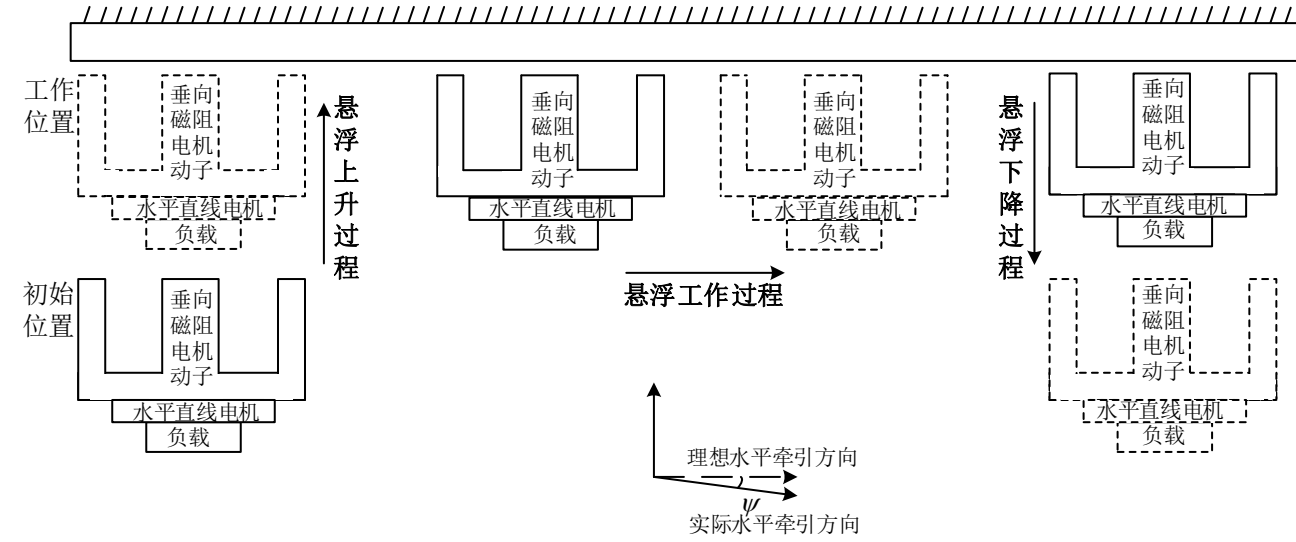 工作
位置
垂向
磁阻
电机
动子
水平直线电机
负载
悬浮上升过程
初始
位置
垂向
磁阻
电机
动子
水平直线电机
负载
垂向
磁阻
电机
动子
水平直线电机
负载
垂向
磁阻
电机
动子
水平直线电机
负载
悬浮工作过程
悬浮下降过程
垂向
磁阻
电机
动子
水平直线电机
负载
垂向
磁阻
电机
动子
水平直线电机
负载
理想水平牵引方向
ψ
实际水平牵引方向